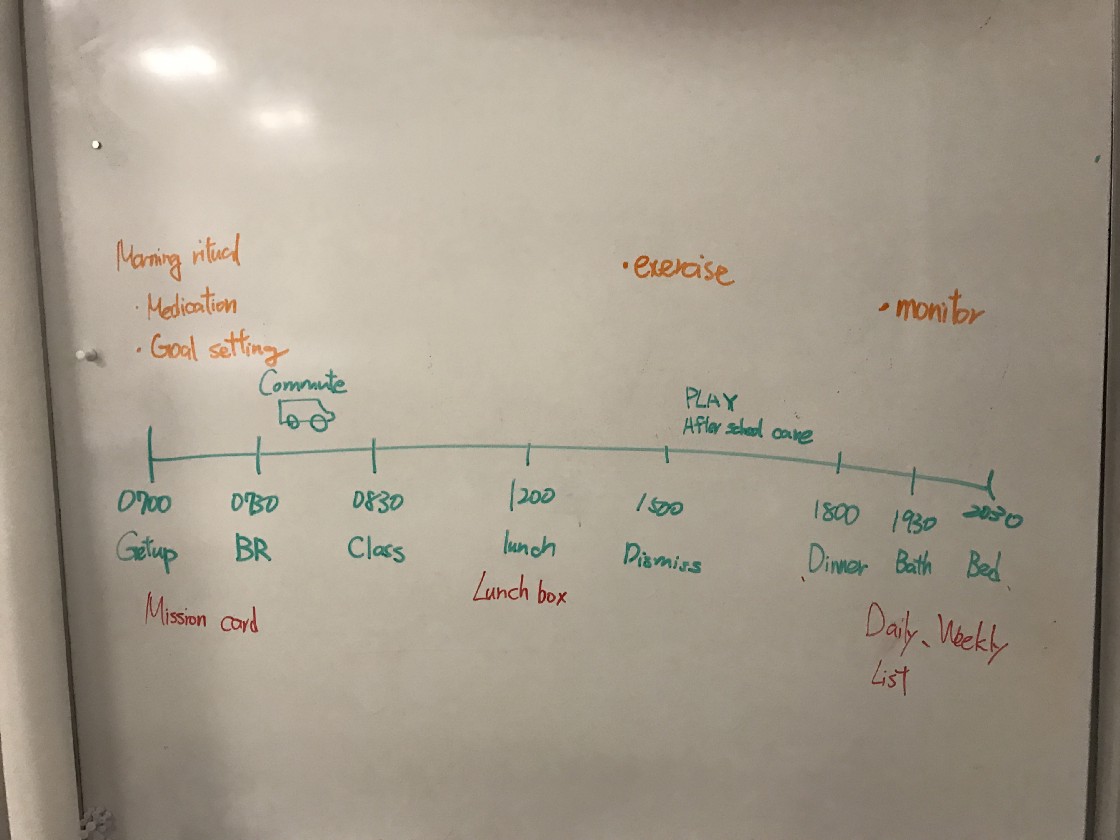 Morning ritual
· Medication
· Goal setting
· exercise
· monitor
Commute
PLAY
After school care
0700 0730 0830 1200 1500 1800 1930 2030
Getup BR Class lunch Dismiss Dinner Bath Bed
Mission card
Lunch box
Daily、Weekly
List